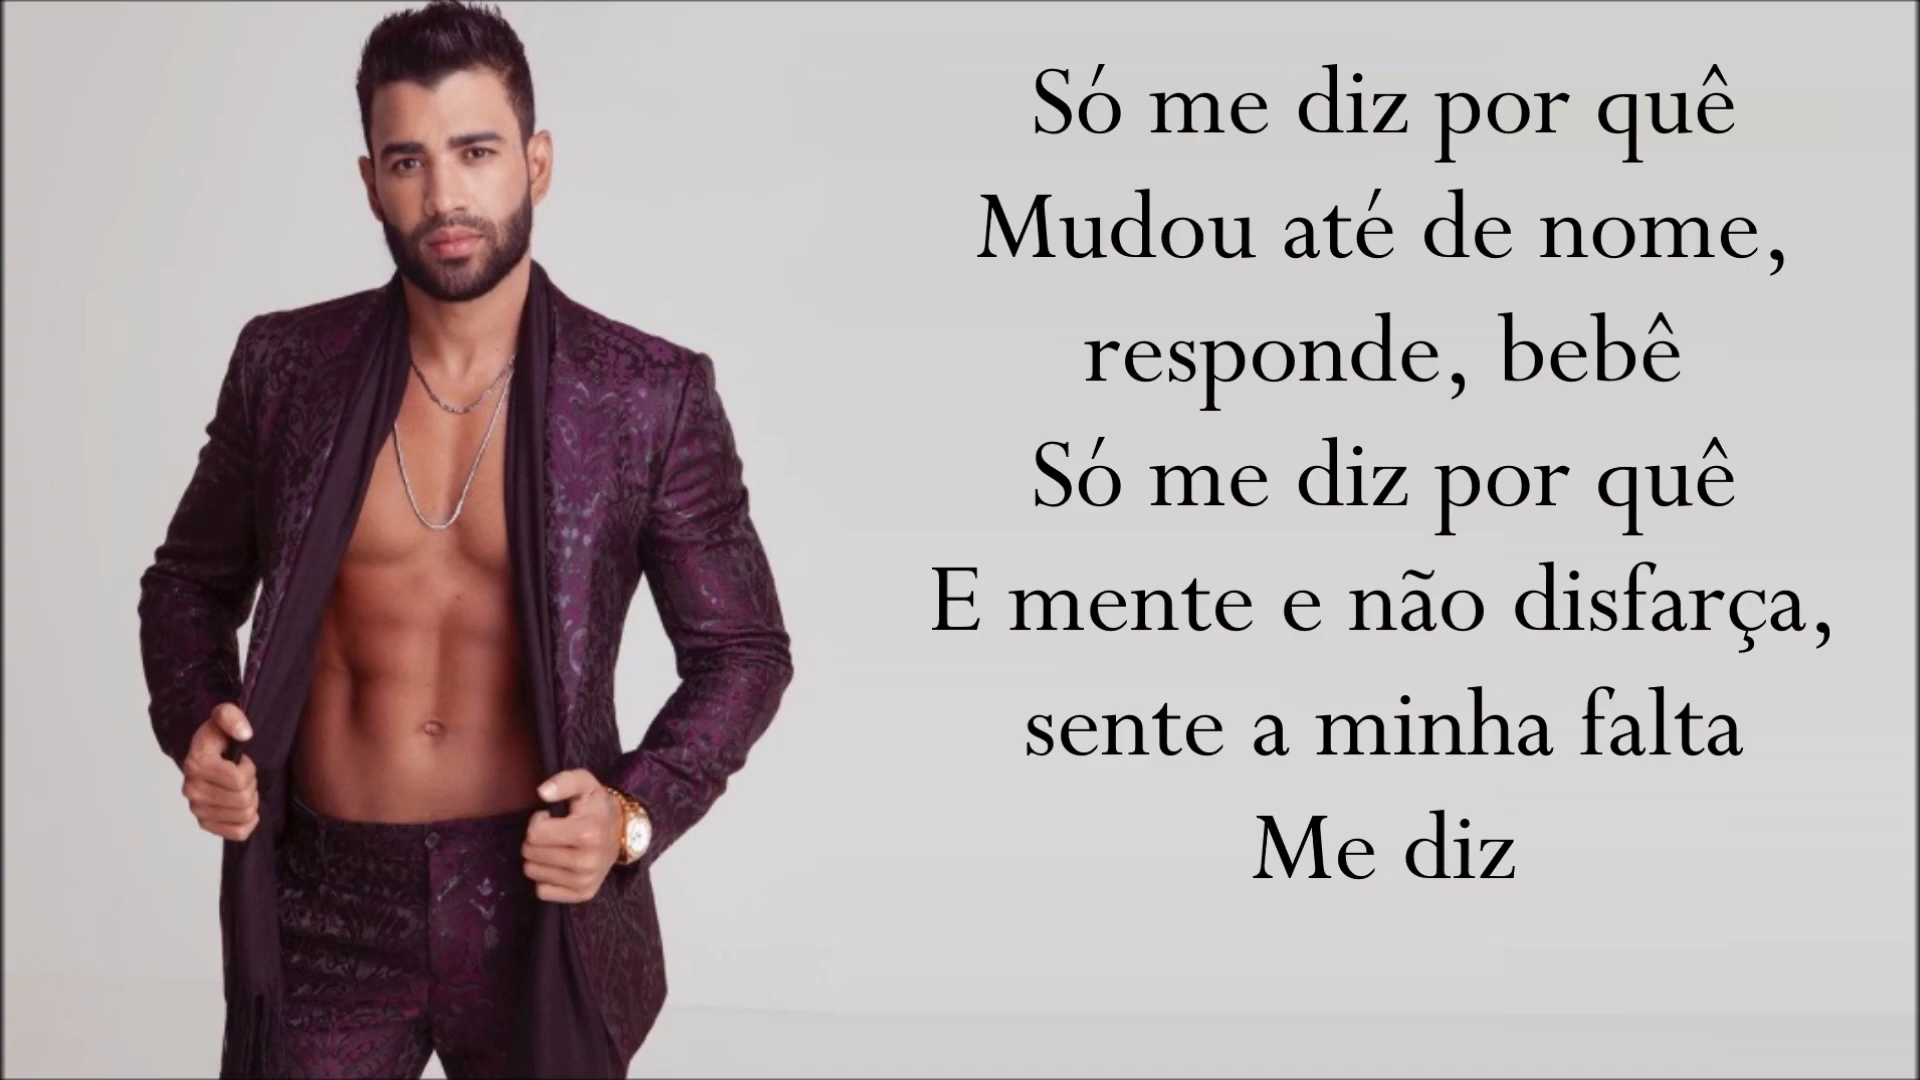 Só me diz por quê
Mudou até de nome,
responde, bebê
Só me diz por quê
E mente e não disfarça,
sente a minha falta
Me diz